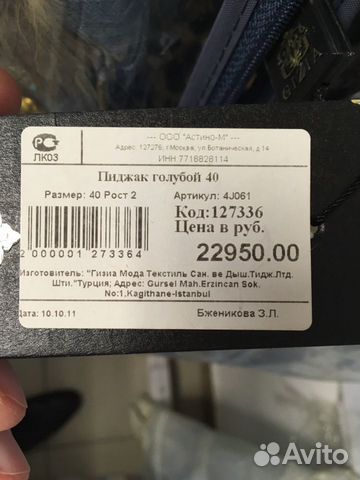 GIZIA
РСТ
ЛК03
--- ООО "Астино-М" ---
Адрес: 127276, г.Москва, ул.Ботаническая, д.14
ИНН 7718828114
Пиджак голубой 40
Размер: 40 Рост 2 Артикул: 4J061
Код:127336
Цена в руб.
22950.00
2 000001 273364
Изготовитель: "Гизиа Мода Текстиль Сан. ве Дыш.Тидж.Лтд.
Шти."Турция; Адрес: Gursel Mah.Erzincan Sok.
No:1,Kagithane-Istanbul
Дата: 10.10.11 Бженикова З.Л.
Avito